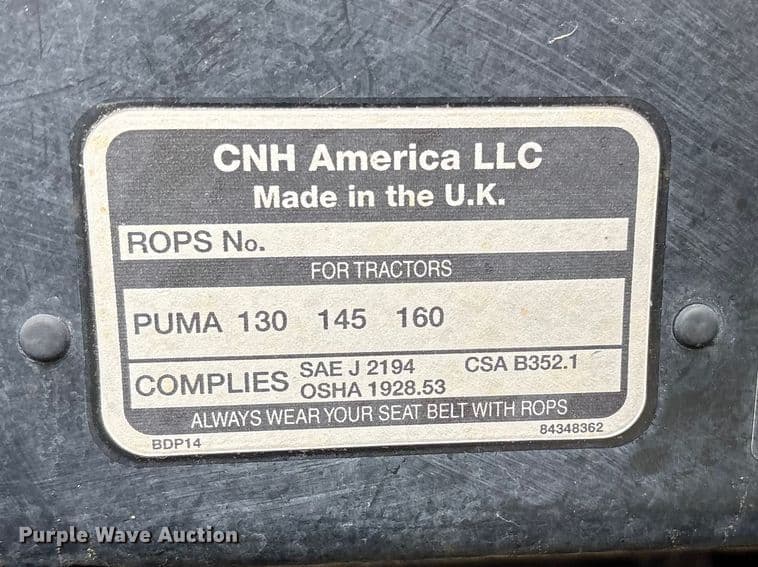 CNH America LLC
Made in the U.K.
ROPS No.
FOR TRACTORS
PUMA 130 145 160
COMPLIES SAE J 2194 CSA B352.1
OSHA 1928.53
ALWAYS WEAR YOUR SEAT BELT WITH ROPS
BDP14 84348362
Purple Wave Auction